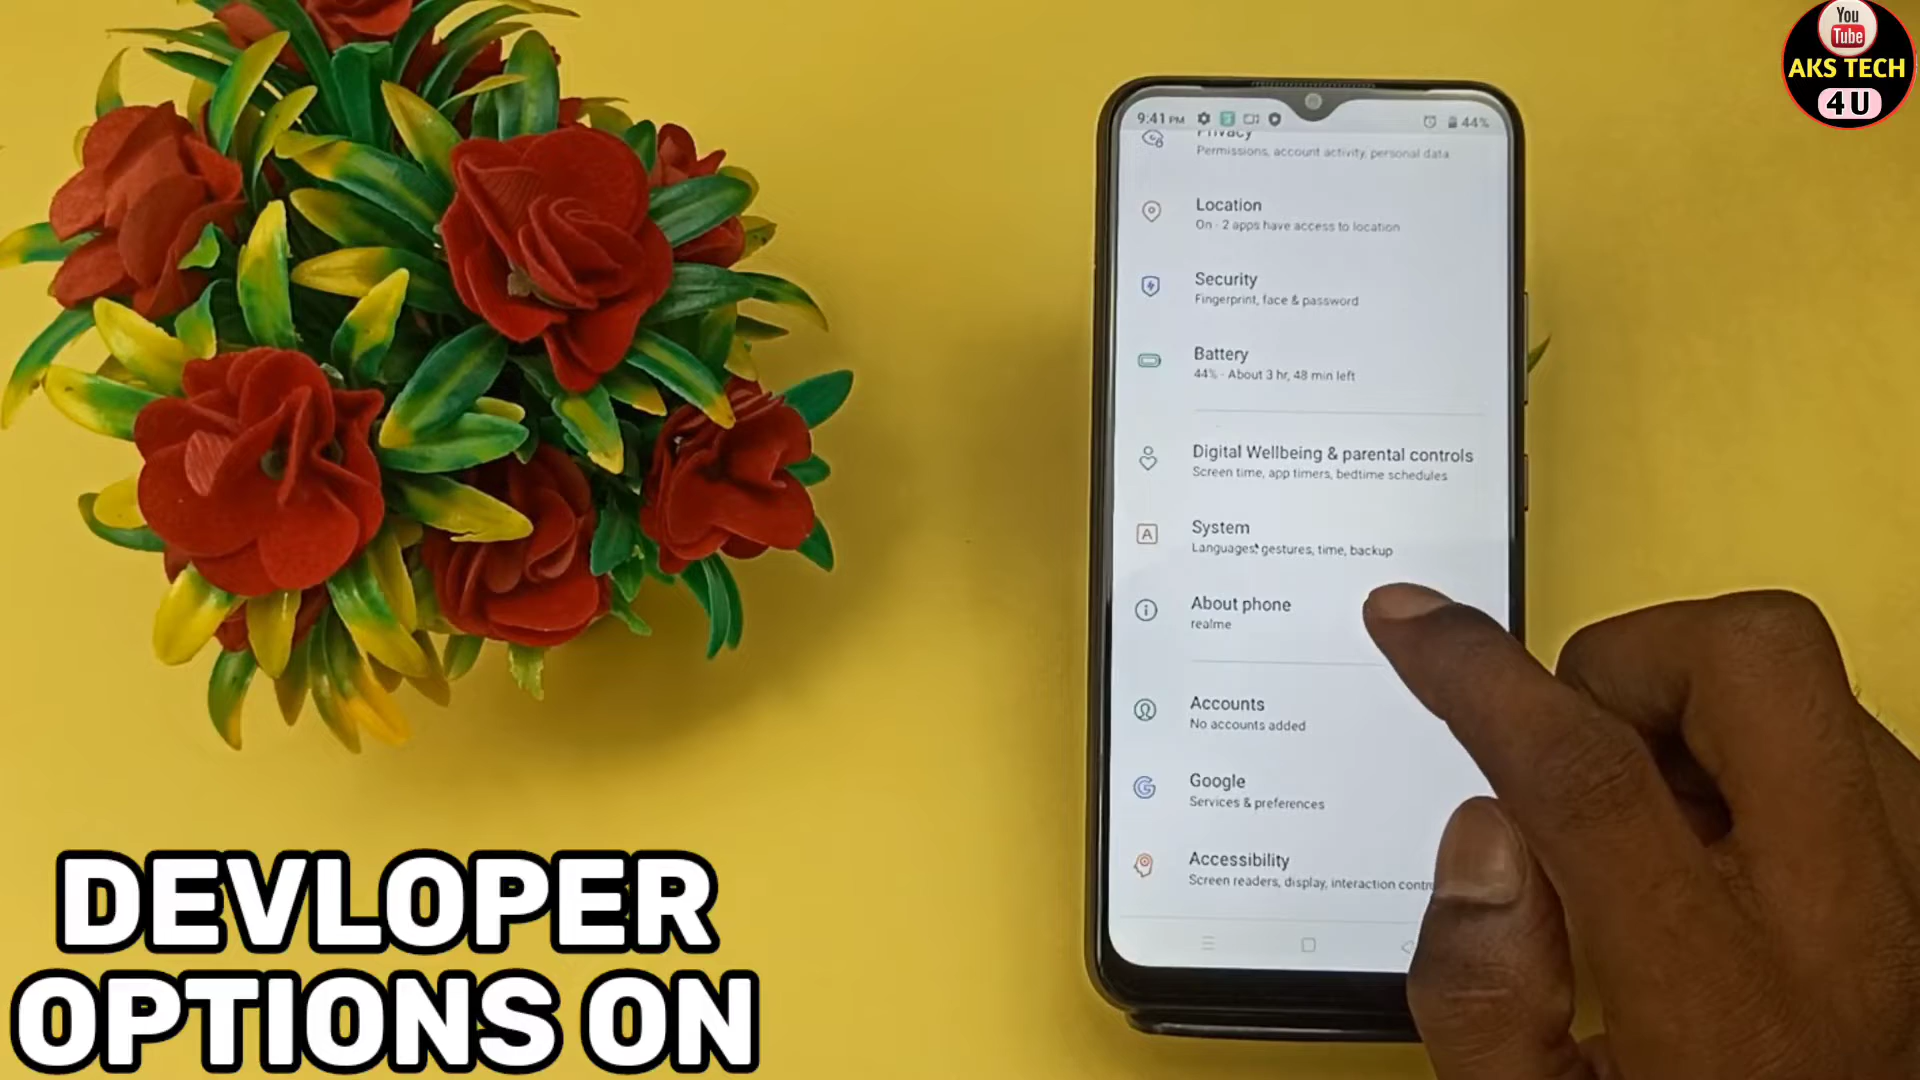 You
Tube
AKS TECH
4 U
9:41 PM
44%
Privacy
Permissions, account activity, personal data
Location
On · 2 apps have access to location
Security
Fingerprint, face & password
Battery
44% · About 3 hr, 48 min left
Digital Wellbeing & parental controls
Screen time, app timers, bedtime schedules
System
Languages, gestures, time, backup
About phone
realme
Accounts
No accounts added
Google
Services & preferences
Accessibility
Screen readers, display, interaction
DEVLOPER
OPTIONS ON